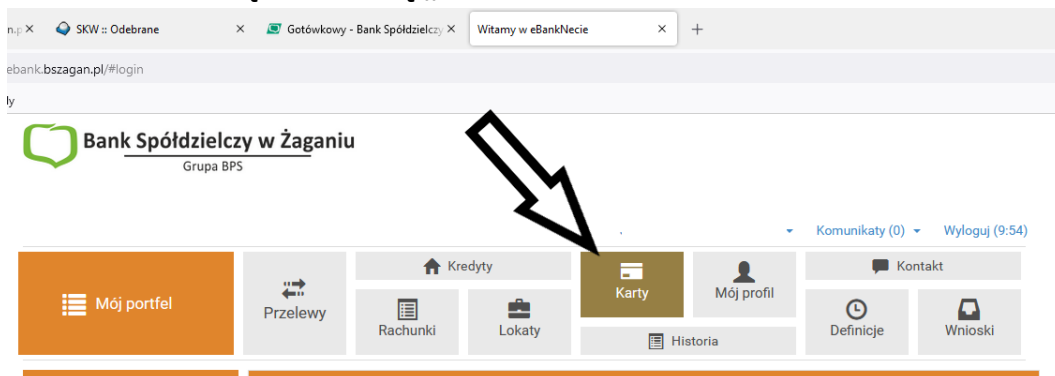 SKW :: Odebrane
Gotówkowy - Bank Spółdzielczy
Witamy w eBankNecie
ebank.bszagan.pl/#login
Bank Spółdzielczy w Żaganiu
Grupa BPS
Komunikaty (0)
Wyloguj (9:54)
Mój portfel
Przelewy
Kredyty
Rachunki
Lokaty
Karty
Mój profil
Historia
Kontakt
Definicje
Wnioski